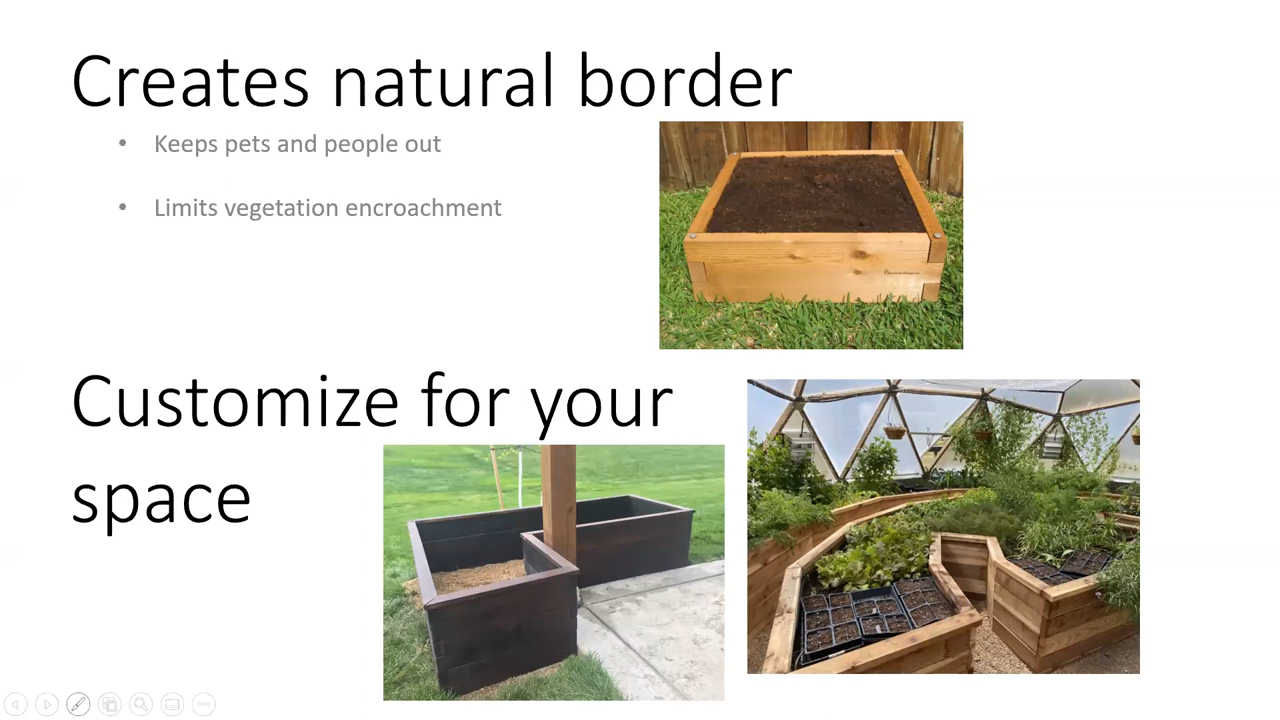 Creates natural border
• Keeps pets and people out
• Limits vegetation encroachment
Customize for your
space